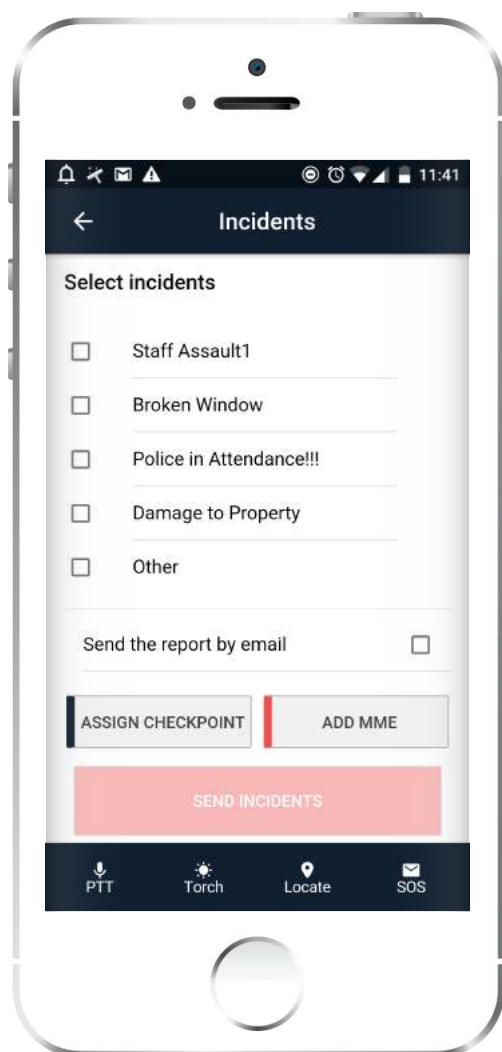 11:41
Incidents
Select incidents
Staff Assault1
Broken Window
Police in Attendance!!!
Damage to Property
Other
Send the report by email
ASSIGN CHECKPOINT ADD MME
SEND INCIDENTS
PTT Torch Locate SOS